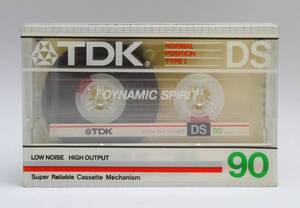 TDK
NORMAL
POSITION
TYPE I
DS
DYNAMIC SPIRIT
TDK
DS
90
LOW NOISE HIGH OUTPUT
90
Super Reliable Cassette Mechanism